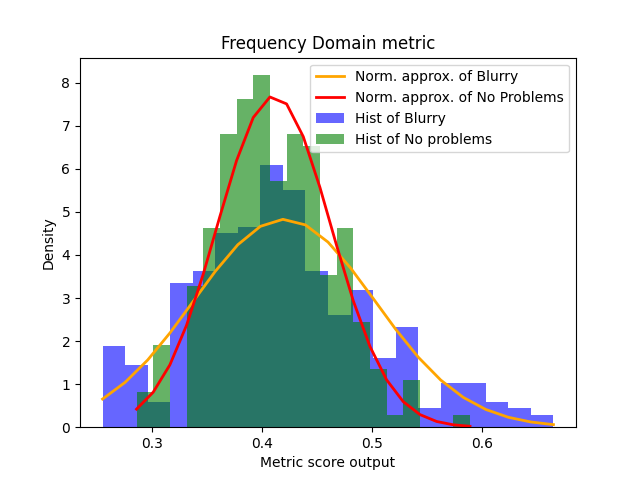 Frequency Domain metric
Norm. approx. of Blurry
Norm. approx. of No Problems
Hist of Blurry
Hist of No problems
8
7
6
5
4
3
2
1
0
Density
0.3 0.4 0.5 0.6
Metric score output